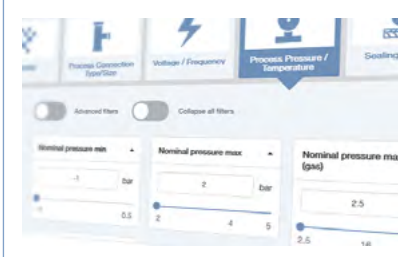 Process Connection
Type/Size
Voltage / Frequency
Process Pressure /
Temperature
Sealing
Advanced filters
Collapse all filters
Nominal pressure min
Nominal pressure max
Nominal pressure ma
(gas)
-1
bar
2
bar
2.5
-1
0.5
2
4
5
2.5
16